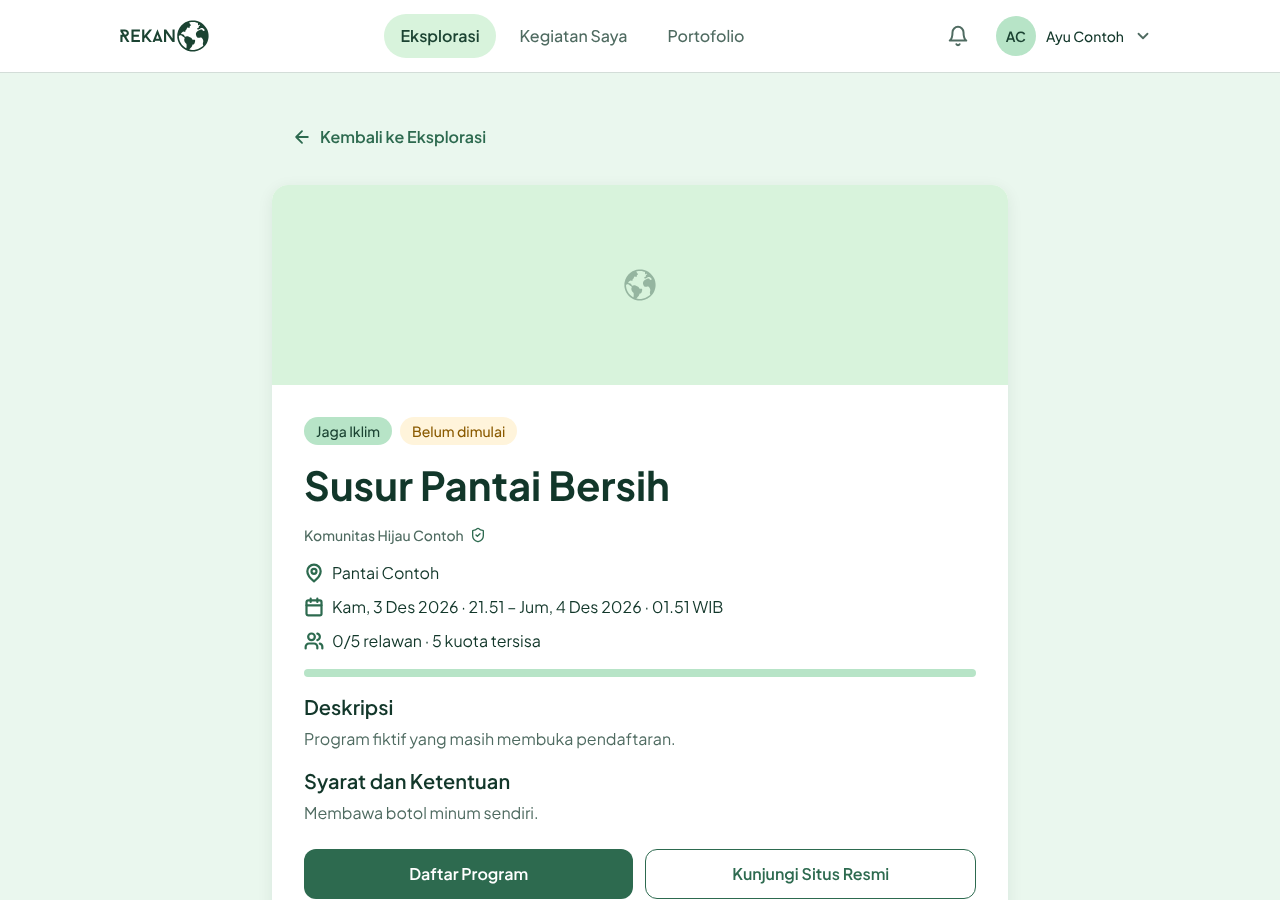 REKAN
Eksplorasi
Kegiatan Saya
Portofolio
AC
Ayu Contoh
Kembali ke Eksplorasi
Jaga Iklim
Belum dimulai
Susur Pantai Bersih
Komunitas Hijau Contoh
Pantai Contoh
Kam, 3 Des 2026 · 21.51 – Jum, 4 Des 2026 · 01.51 WIB
0/5 relawan · 5 kuota tersisa
Deskripsi
Program fiktif yang masih membuka pendaftaran.
Syarat dan Ketentuan
Membawa botol minum sendiri.
Daftar Program
Kunjungi Situs Resmi